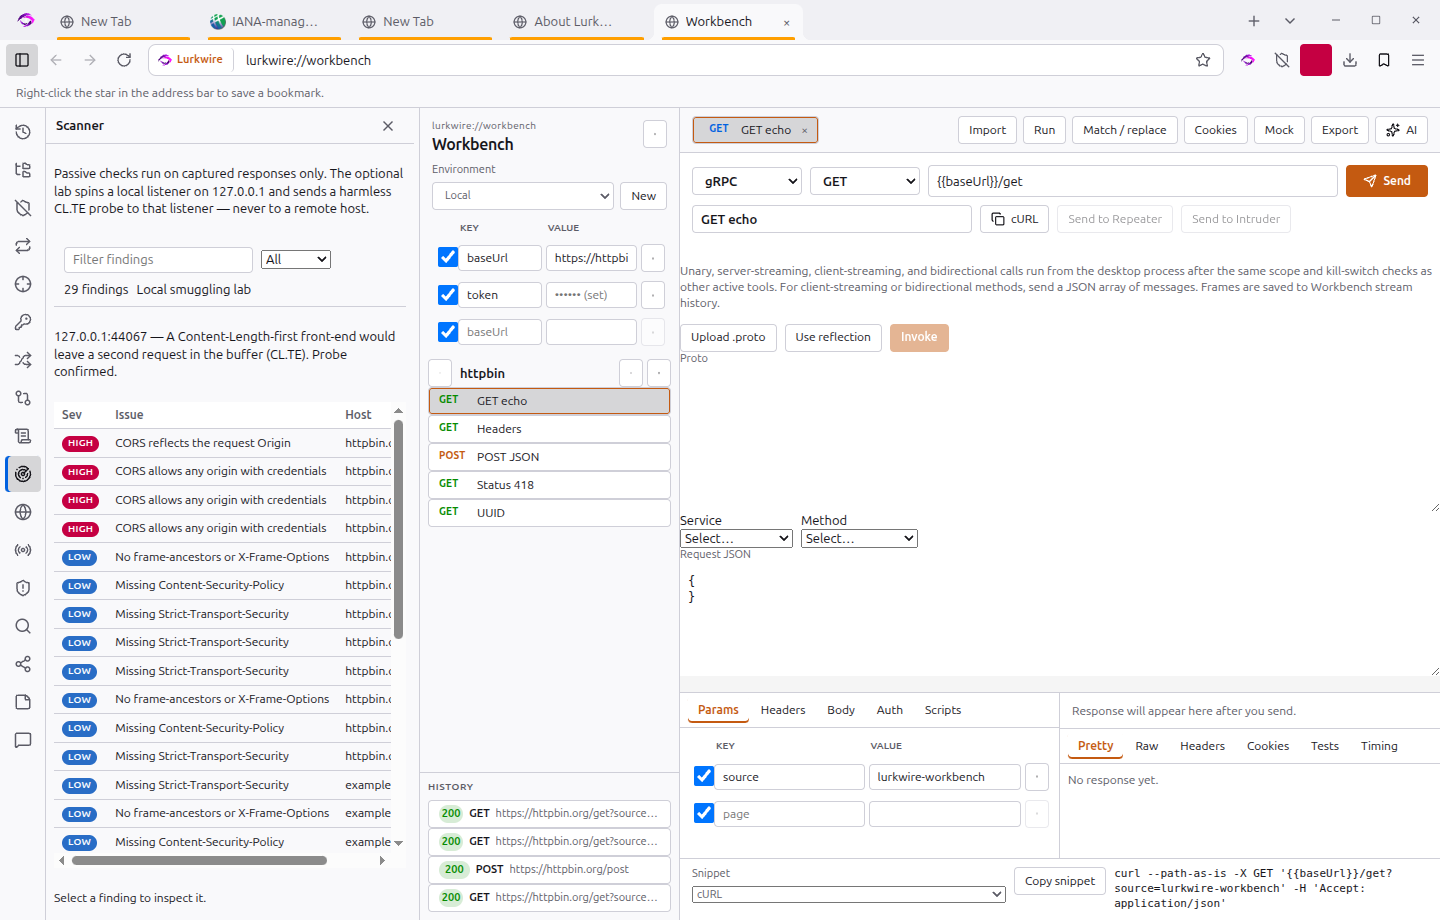 New Tab
IANA-manag...
New Tab
About Lurk...
Workbench
Lurkwire
lurkwire://workbench
Right-click the star in the address bar to save a bookmark.
Scanner
Passive checks run on captured responses only. The optional
lab spins a local listener on 127.0.0.1 and sends a harmless
CL.TE probe to that listener — never to a remote host.
Filter findings
All
29 findings Local smuggling lab
127.0.0.1:44067 — A Content-Length-first front-end would
leave a second request in the buffer (CL.TE). Probe
confirmed.
Sev Issue Host
HIGH CORS reflects the request Origin httpbin.c
HIGH CORS allows any origin with credentials httpbin.c
HIGH CORS allows any origin with credentials httpbin.c
HIGH CORS allows any origin with credentials httpbin.c
LOW No frame-ancestors or X-Frame-Options httpbin.c
LOW Missing Content-Security-Policy httpbin.c
LOW Missing Strict-Transport-Security httpbin.c
LOW Missing Strict-Transport-Security httpbin.c
LOW Missing Strict-Transport-Security httpbin.c
LOW No frame-ancestors or X-Frame-Options httpbin.c
LOW Missing Content-Security-Policy httpbin.c
LOW Missing Strict-Transport-Security httpbin.c
LOW Missing Strict-Transport-Security example
LOW No frame-ancestors or X-Frame-Options example
LOW Missing Content-Security-Policy example
Select a finding to inspect it.
lurkwire://workbench
Workbench
Environment
Local
New
KEY VALUE
baseUrl https://httpbi
token •••••• (set)
baseUrl
httpbin
GET GET echo
GET Headers
POST POST JSON
GET Status 418
GET UUID
HISTORY
200 GET https://httpbin.org/get?source...
200 GET https://httpbin.org/get?source...
200 POST https://httpbin.org/post
200 GET https://httpbin.org/get?source...
GET GET echo ×
Import
Run
Match / replace
Cookies
Mock
Export
AI
gRPC
GET
{{baseUrl}}/get
Send
GET echo
cURL
Send to Repeater
Send to Intruder
Unary, server-streaming, client-streaming, and bidirectional calls run from the desktop process after the same scope and kill-switch checks as
other active tools. For client-streaming or bidirectional methods, send a JSON array of messages. Frames are saved to Workbench stream
history.
Upload .proto
Use reflection
Invoke
Proto
Service Method
Select... Select...
Request JSON
{
}
Params Headers Body Auth Scripts
KEY VALUE
source lurkwire-workbench
page
Response will appear here after you send.
Pretty Raw Headers Cookies Tests Timing
No response yet.
Snippet
cURL
Copy snippet
curl --path-as-is -X GET '{{baseUrl}}/get?
source=lurkwire-workbench' -H 'Accept:
application/json'